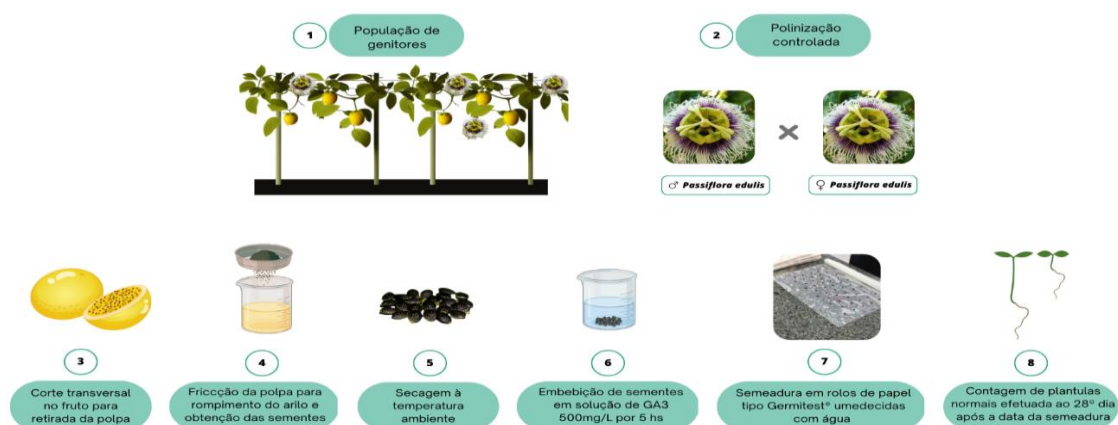 1
População de
genitores
2
Polinização
controlada
♂ Passiflora edulis
♀ Passiflora edulis
3
Corte transversal
no fruto para
retirada da polpa
4
Fricção da polpa para
rompimento do arilo e
obtenção das sementes
5
Secagem à
temperatura
ambiente
6
Embebição de sementes
em solução de GA3
500mg/L por 5 hs
7
Semeadura em rolos de papel
tipo Germitest® umedecidas
com água
8
Contagem de plantulas
normais efetuada ao 28º dia
após a data da semeadura